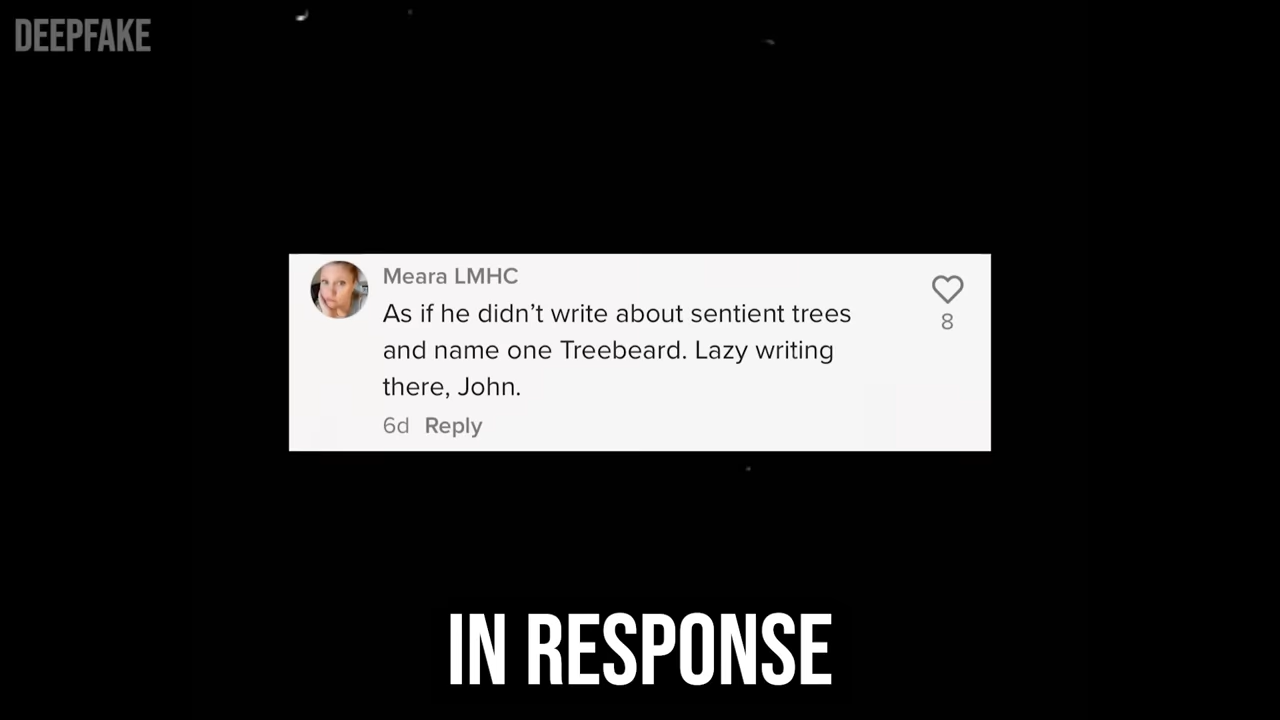 DEEPFAKE
Meara LMHC
As if he didn’t write about sentient trees
and name one Treebeard. Lazy writing
there, John.
8
6d Reply
IN RESPONSE